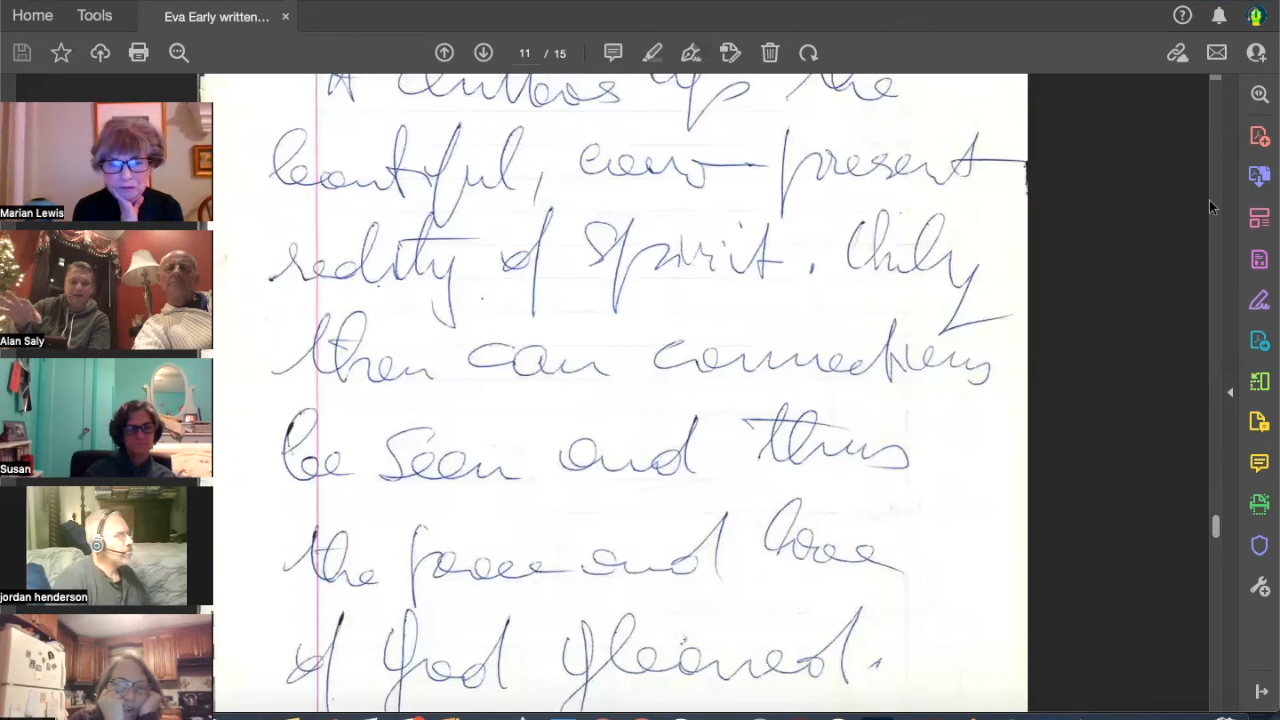 Home
Tools
Eva Early written...
11 / 15
the
beautiful, ever-present
reality of Spirit. Only
then can connections
be seen and thus
the peace and love
of God gleaned.
Marian Lewis
Alan Saly
Susan
jordan henderson